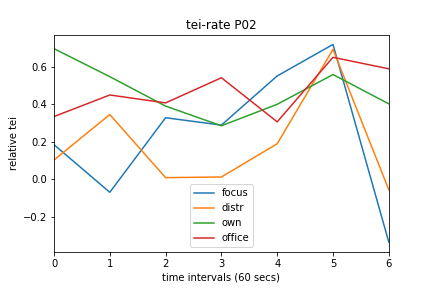 tei-rate P02
relative tei
0.6
0.4
0.2
0.0
−0.2
focus
distr
own
office
0 1 2 3 4 5 6
time intervals (60 secs)